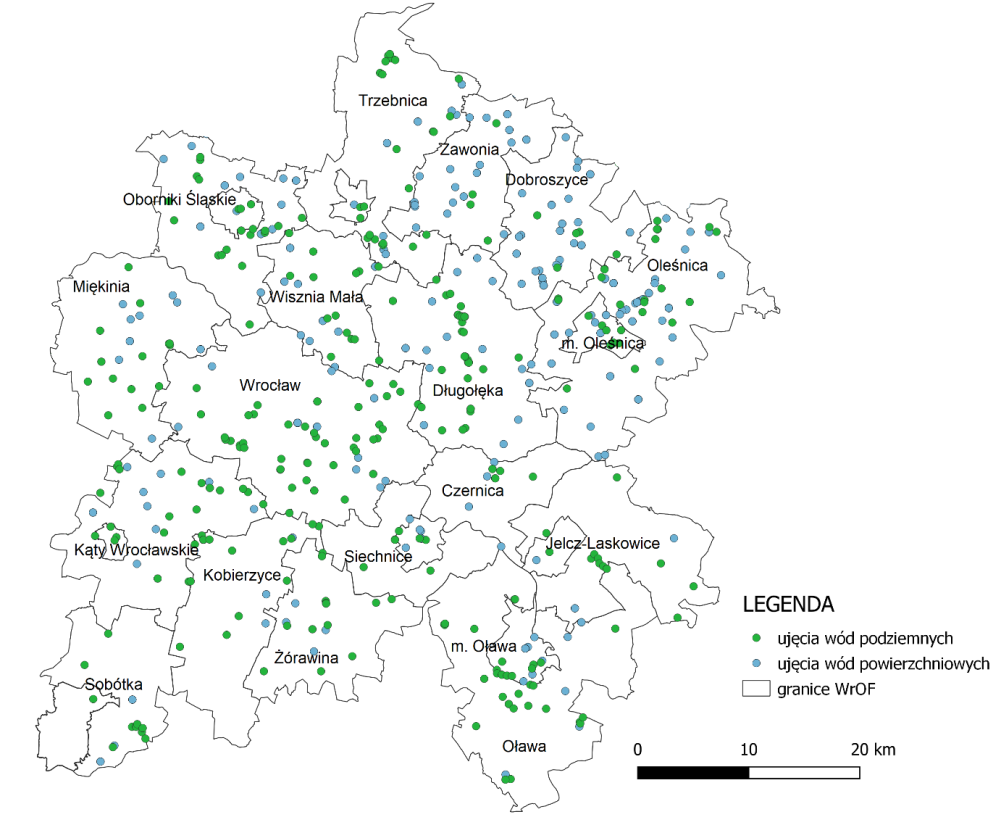 Trzebnica
Zawonia
Dobroszyce
Oborniki Śląskie
Oleśnica
Miękinia
Wisznia Mała
m. Oleśnica
Wrocław
Długołęka
Czernica
Kąty Wrocławskie
Siechnice
Jelcz-Laskowice
Kobierzyce
LEGENDA
ujęcia wód podziemnych
m. Oława
Żórawina
ujęcia wód powierzchniowych
Sobótka
granice WrOF
Oława
0 10 20 km